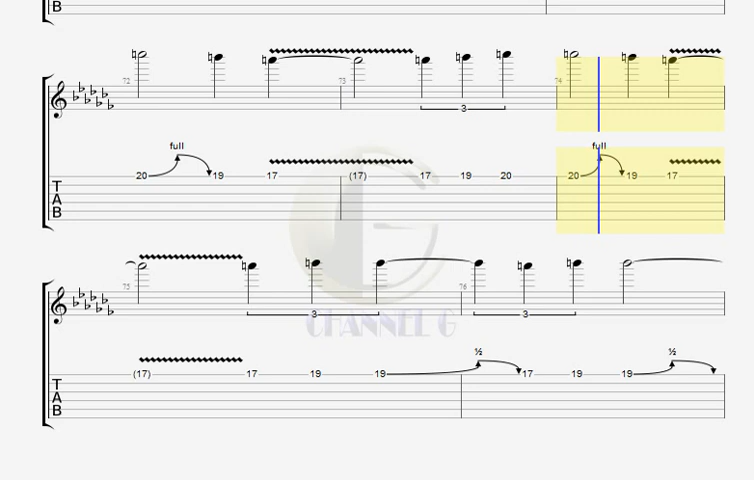 72 73 3 74
full full
T 20 19 17 (17) 17 19 20 20 19 17
A
B
75 3 76 3
CHANNEL G
½ ½
T (17) 17 19 19 17 19 19
A
B